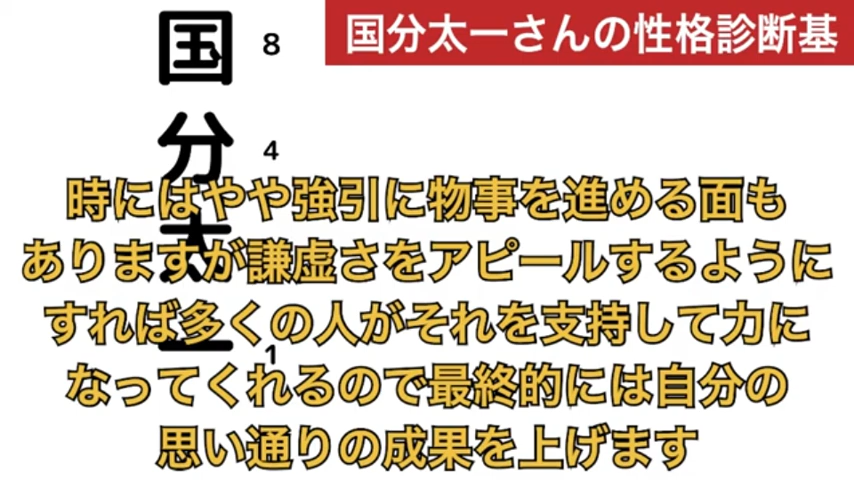 国分太一さんの性格診断基
国 8
分 4
太
一 1
時にはやや強引に物事を進める面も
ありますが謙虚さをアピールするように
すれば多くの人がそれを支持して力に
なってくれるので最終的には自分の
思い通りの成果を上げます